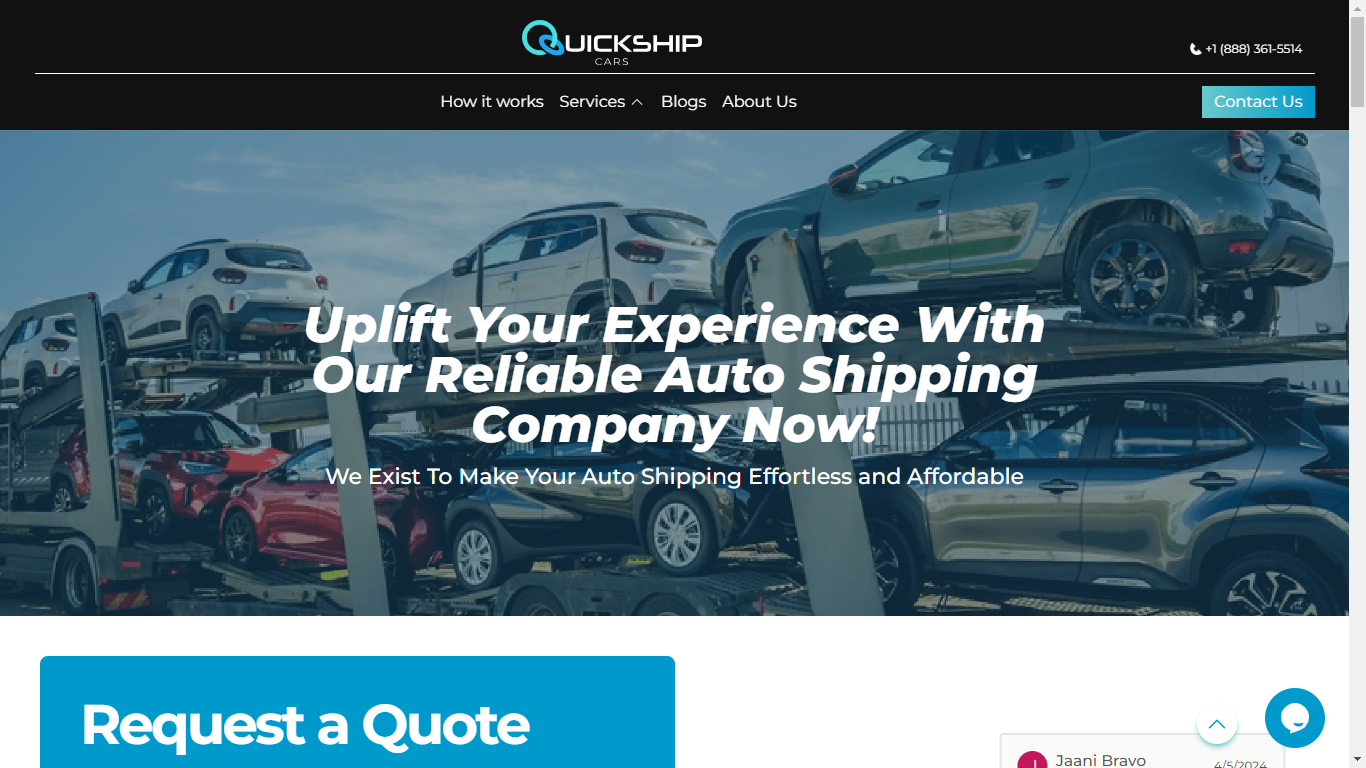 QUICKSHIP
CARS
+1 (888) 361-5514
How it works Services Blogs About Us
Contact Us
Uplift Your Experience With
Our Reliable Auto Shipping
Company Now!
We Exist To Make Your Auto Shipping Effortless and Affordable
Request a Quote
J
Jaani Bravo
4/5/2024